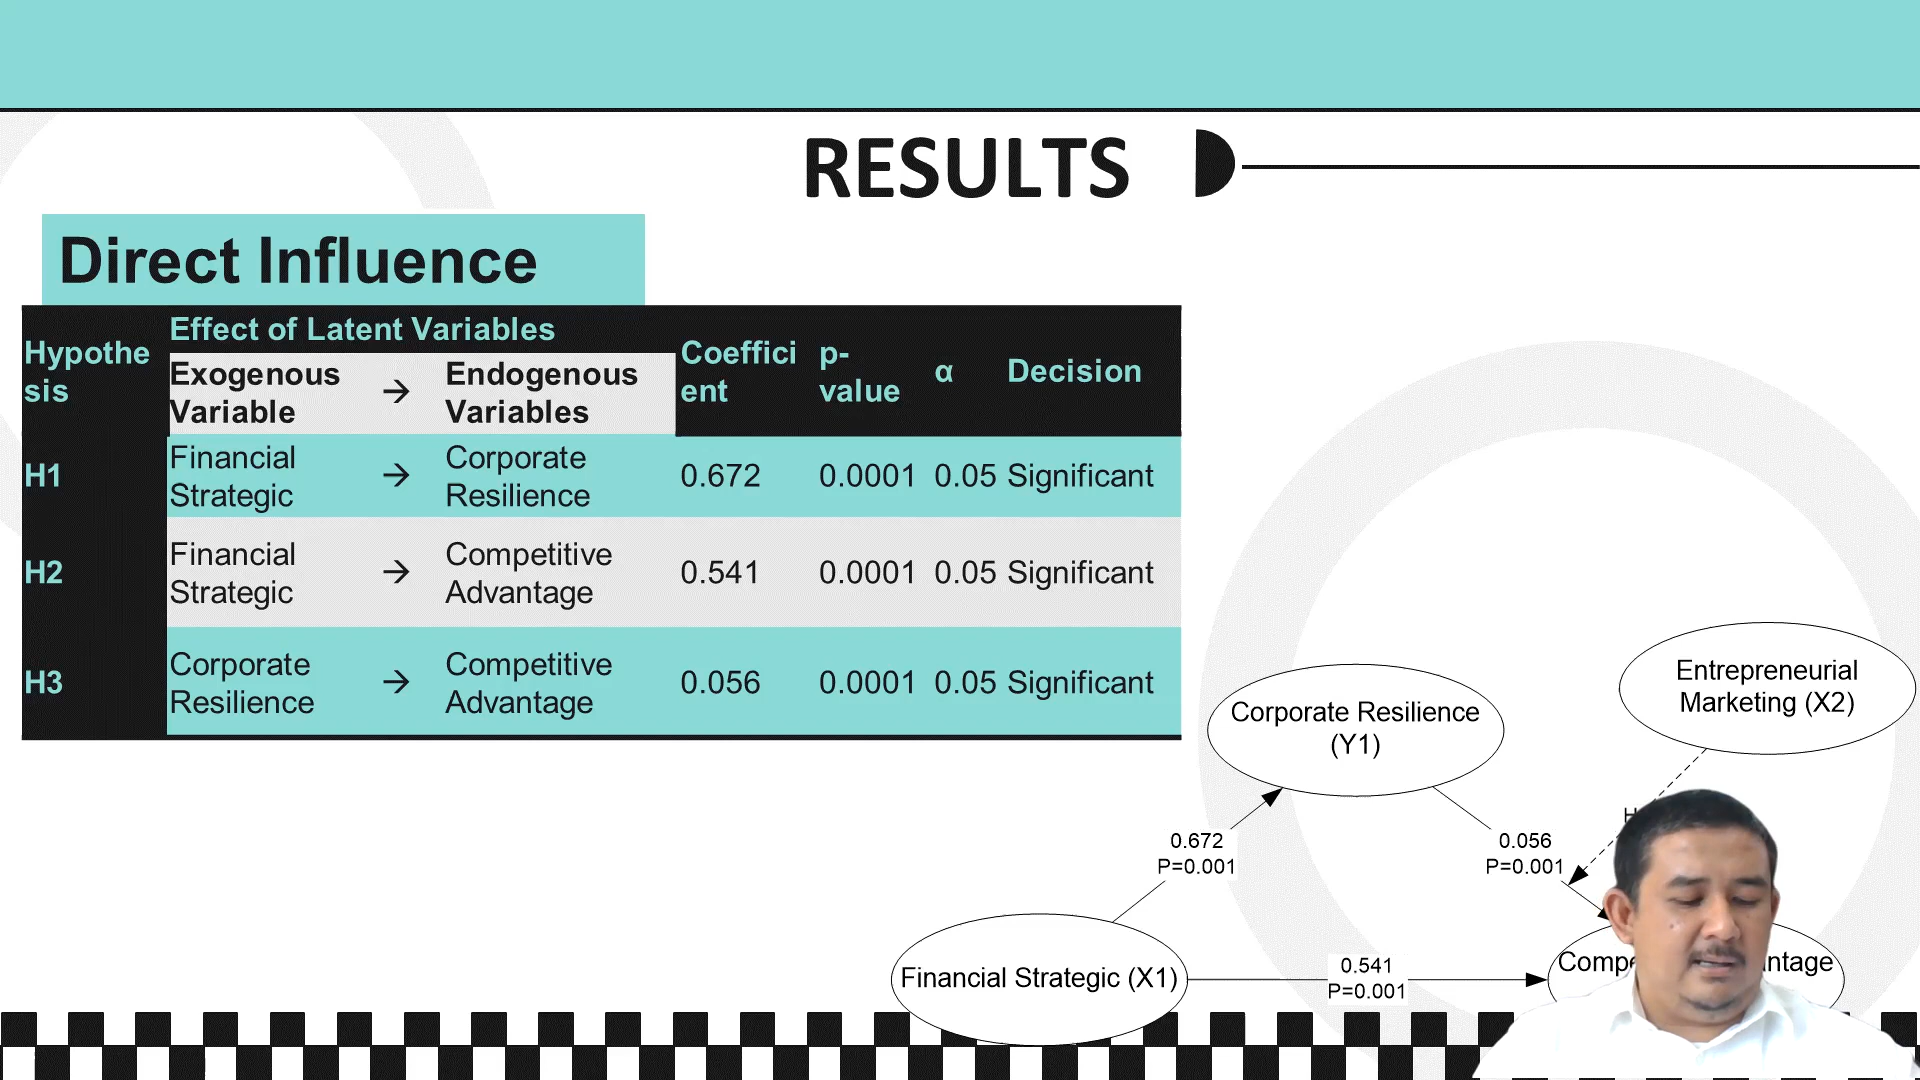 RESULTS
Direct Influence
Effect of Latent Variables
Hypothe
sis
Exogenous
Variable
→
Endogenous
Variables
Coeffici
ent
p-
value
α
Decision
H1
Financial
Strategic
→
Corporate
Resilience
0.672
0.0001
0.05
Significant
H2
Financial
Strategic
→
Competitive
Advantage
0.541
0.0001
0.05
Significant
H3
Corporate
Resilience
→
Competitive
Advantage
0.056
0.0001
0.05
Significant
Entrepreneurial
Marketing (X2)
Corporate Resilience
(Y1)
0.672
P=0.001
0.056
P=0.001
Financial Strategic (X1)
0.541
P=0.001